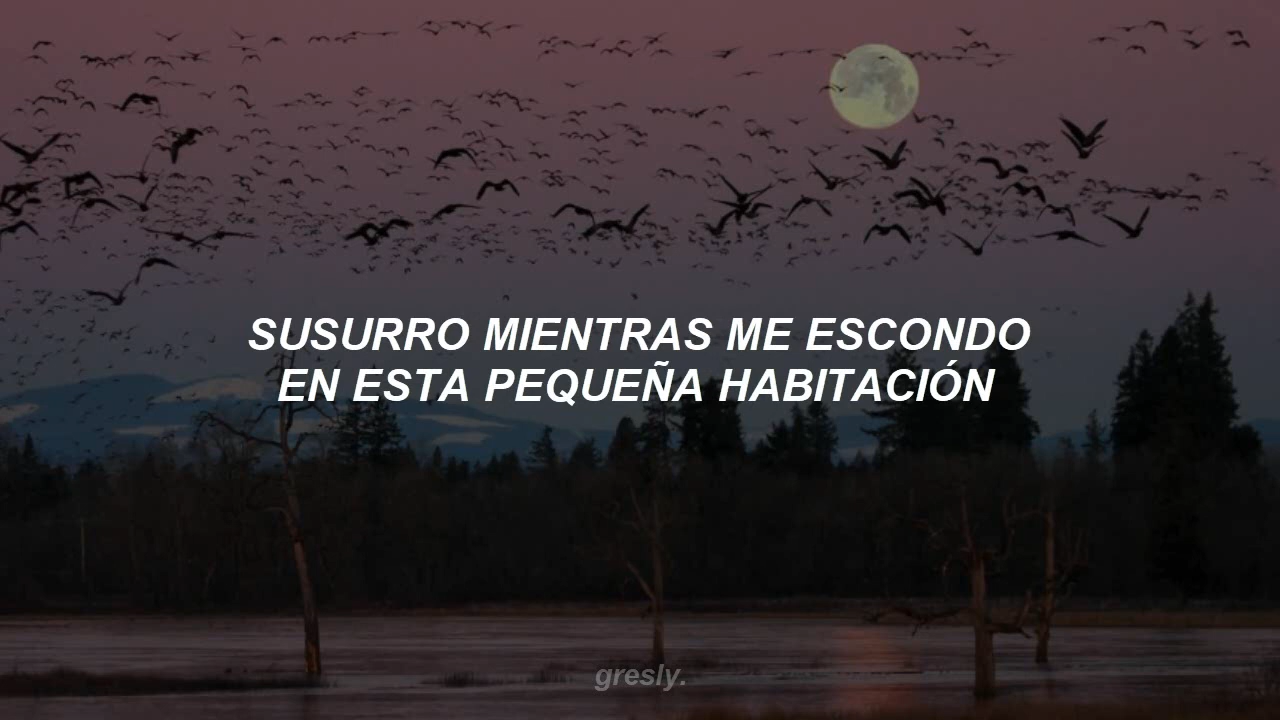 SUSURRO MIENTRAS ME ESCONDO
EN ESTA PEQUEÑA HABITACIÓN
gresly.